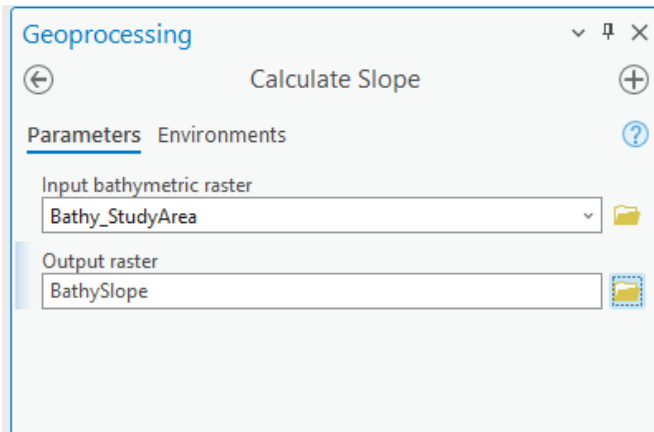 Geoprocessing
Calculate Slope
Parameters Environments
Input bathymetric raster
Bathy_StudyArea
Output raster
BathySlope